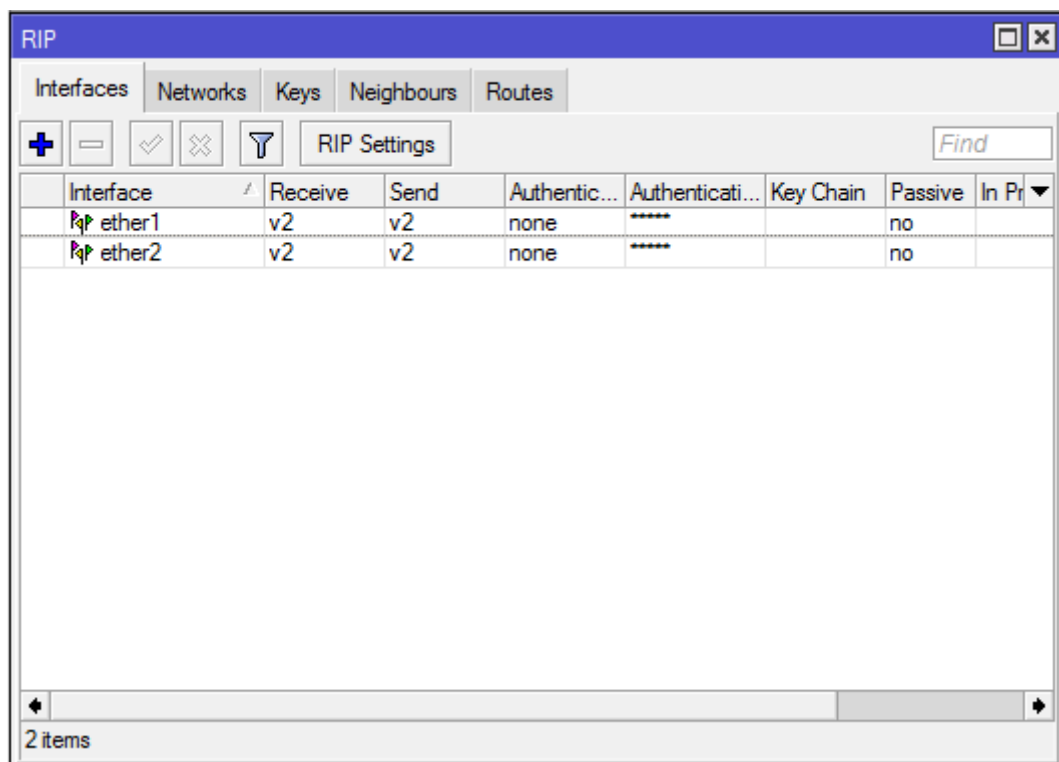 RIP
Interfaces Networks Keys Neighbours Routes
RIP Settings Find
Interface Receive Send Authentic... Authenticati... Key Chain Passive In Pr
ether1 v2 v2 none ***** no
ether2 v2 v2 none ***** no
2 items